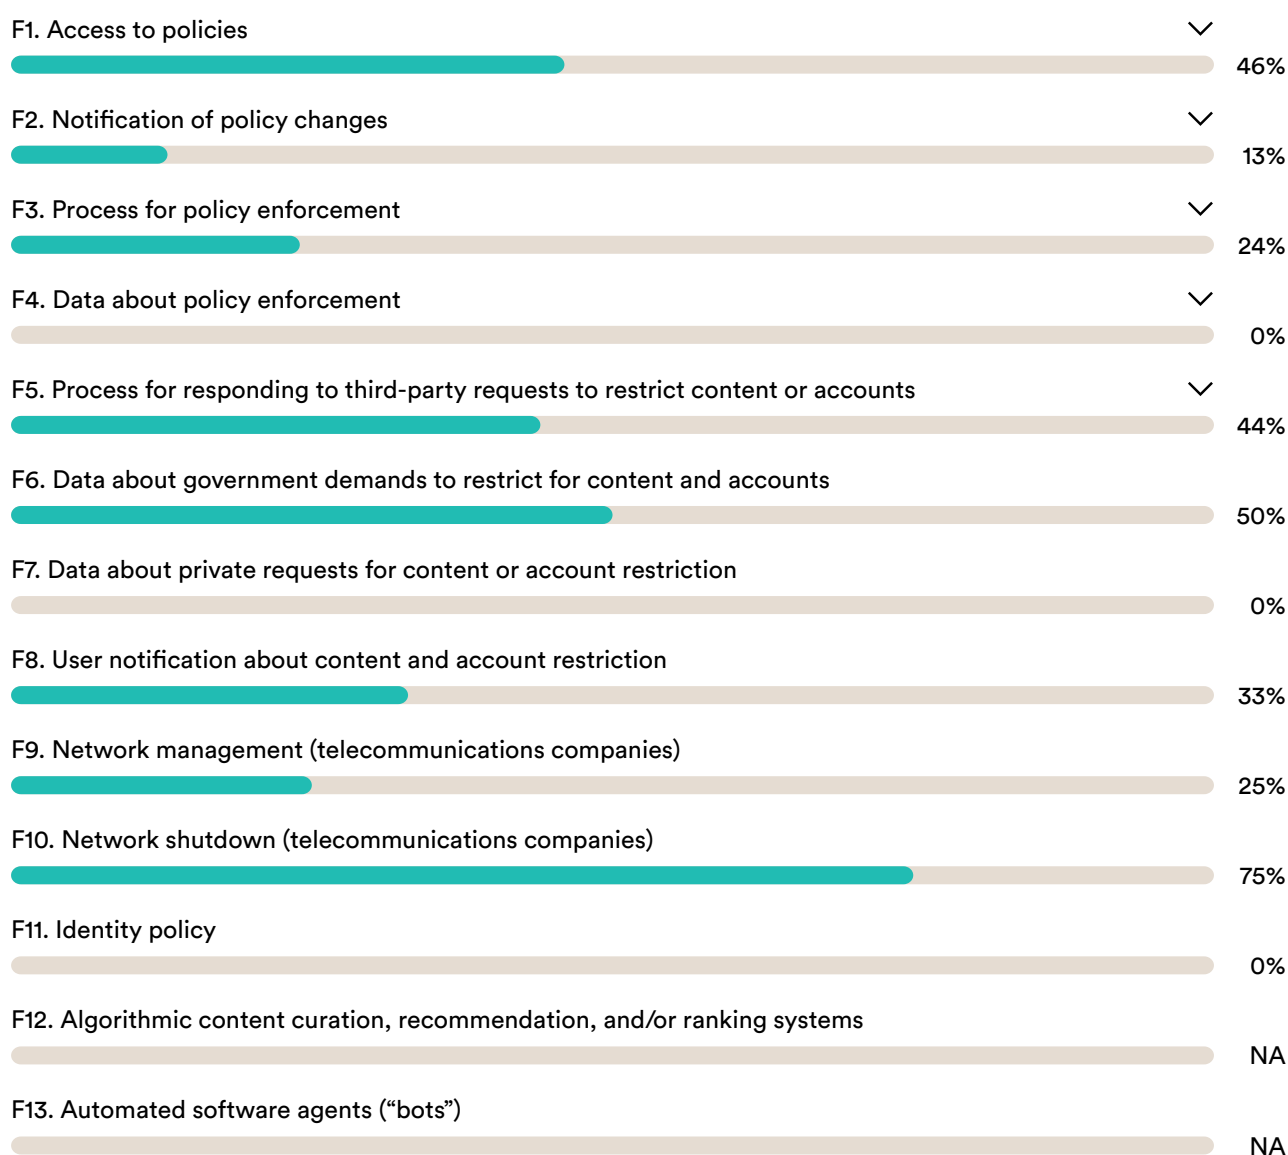 F1. Access to policies
46%
F2. Notification of policy changes
13%
F3. Process for policy enforcement
24%
F4. Data about policy enforcement
0%
F5. Process for responding to third-party requests to restrict content or accounts
44%
F6. Data about government demands to restrict for content and accounts
50%
F7. Data about private requests for content or account restriction
0%
F8. User notification about content and account restriction
33%
F9. Network management (telecommunications companies)
25%
F10. Network shutdown (telecommunications companies)
75%
F11. Identity policy
0%
F12. Algorithmic content curation, recommendation, and/or ranking systems
NA
F13. Automated software agents (“bots”)
NA